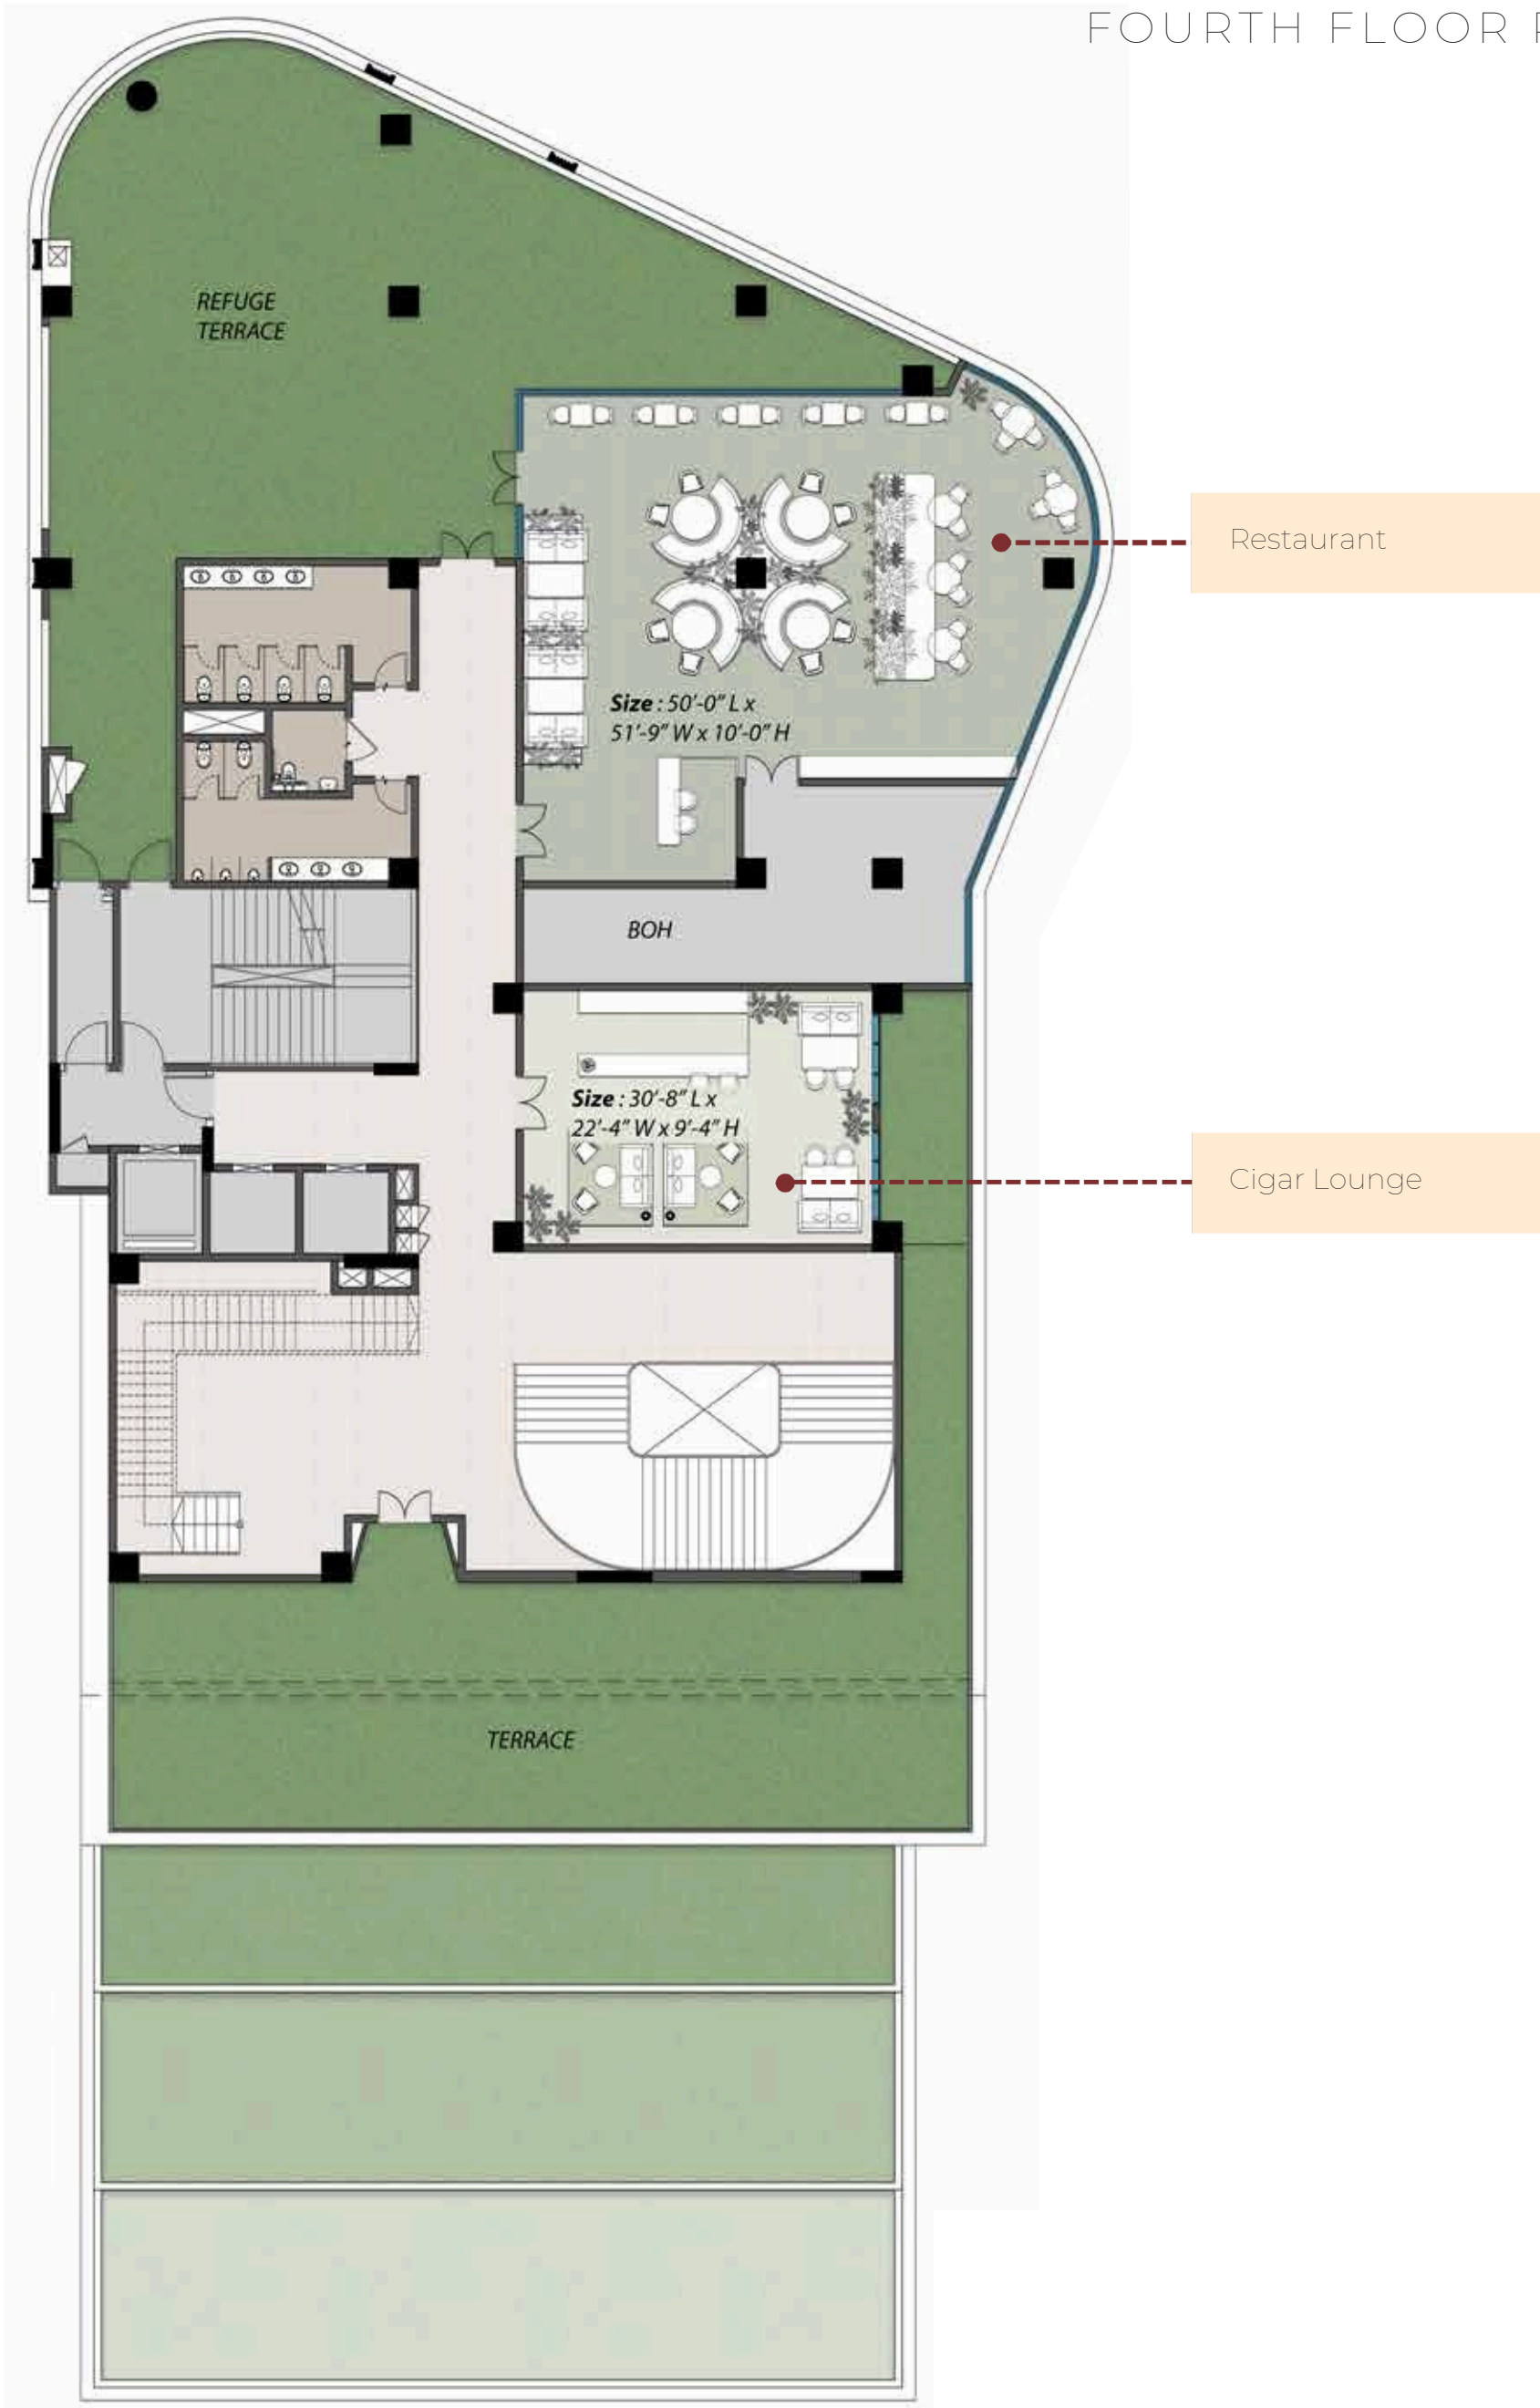 FOURTH FLOOR
REFUGE
TERRACE
Restaurant
Size : 50'-0" L x
51'-9" W x 10'-0" H
BOH
Size : 30'-8" L x
22'-4" W x 9'-4" H
Cigar Lounge
TERRACE